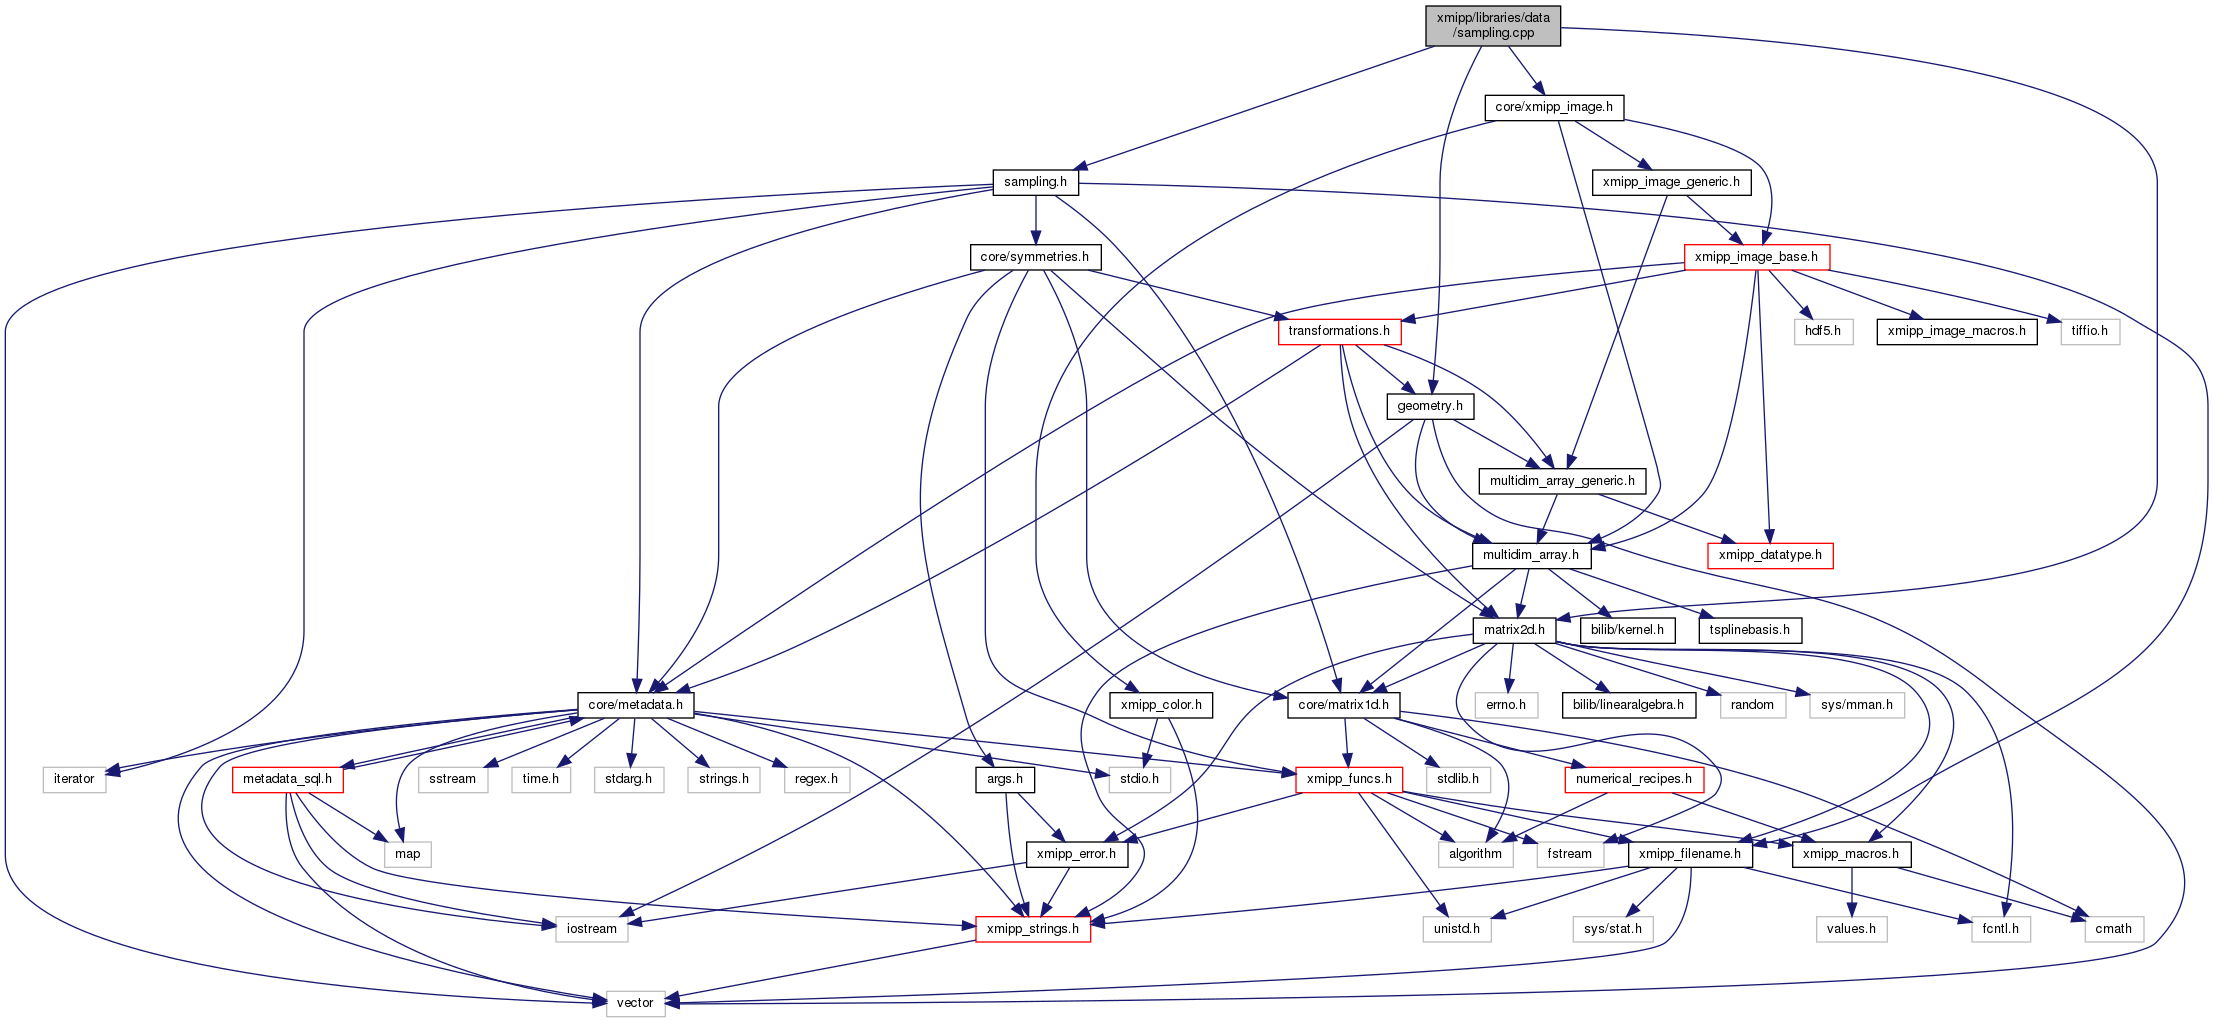 xmipp/libraries/data
/sampling.cpp
core/xmipp_image.h
sampling.h
xmipp_image_generic.h
core/symmetries.h
xmipp_image_base.h
transformations.h
hdf5.h
xmipp_image_macros.h
tiffio.h
geometry.h
multidim_array_generic.h
multidim_array.h
xmipp_datatype.h
matrix2d.h
bilib/kernel.h
tsplinebasis.h
core/metadata.h
xmipp_color.h
core/matrix1d.h
errno.h
bilib/linearalgebra.h
random
sys/mman.h
iterator
metadata_sql.h
sstream
time.h
stdarg.h
strings.h
regex.h
args.h
stdio.h
xmipp_funcs.h
stdlib.h
numerical_recipes.h
map
xmipp_error.h
algorithm
fstream
xmipp_filename.h
xmipp_macros.h
iostream
xmipp_strings.h
unistd.h
sys/stat.h
values.h
fcntl.h
cmath
vector